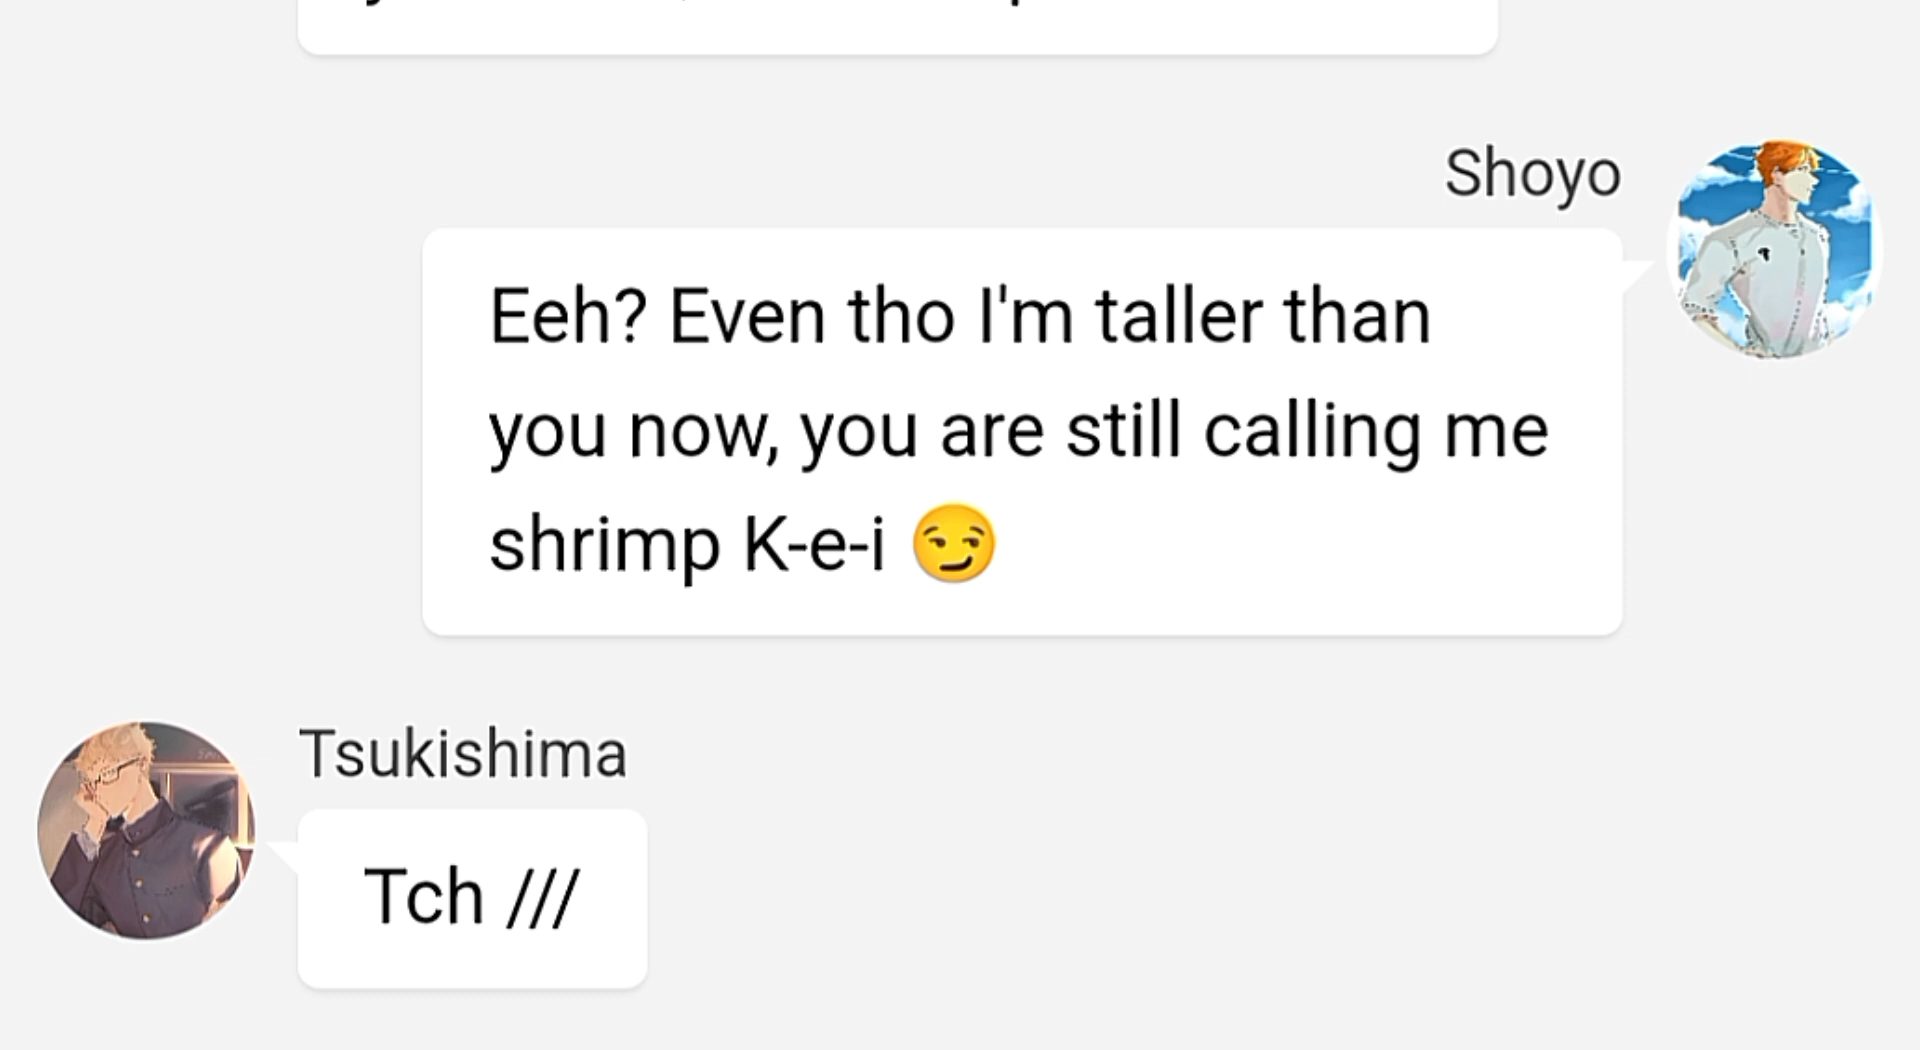 Shoyo
Eeh? Even tho I'm taller than
you now, you are still calling me
shrimp K-e-i 😏
Tsukishima
Tch ///